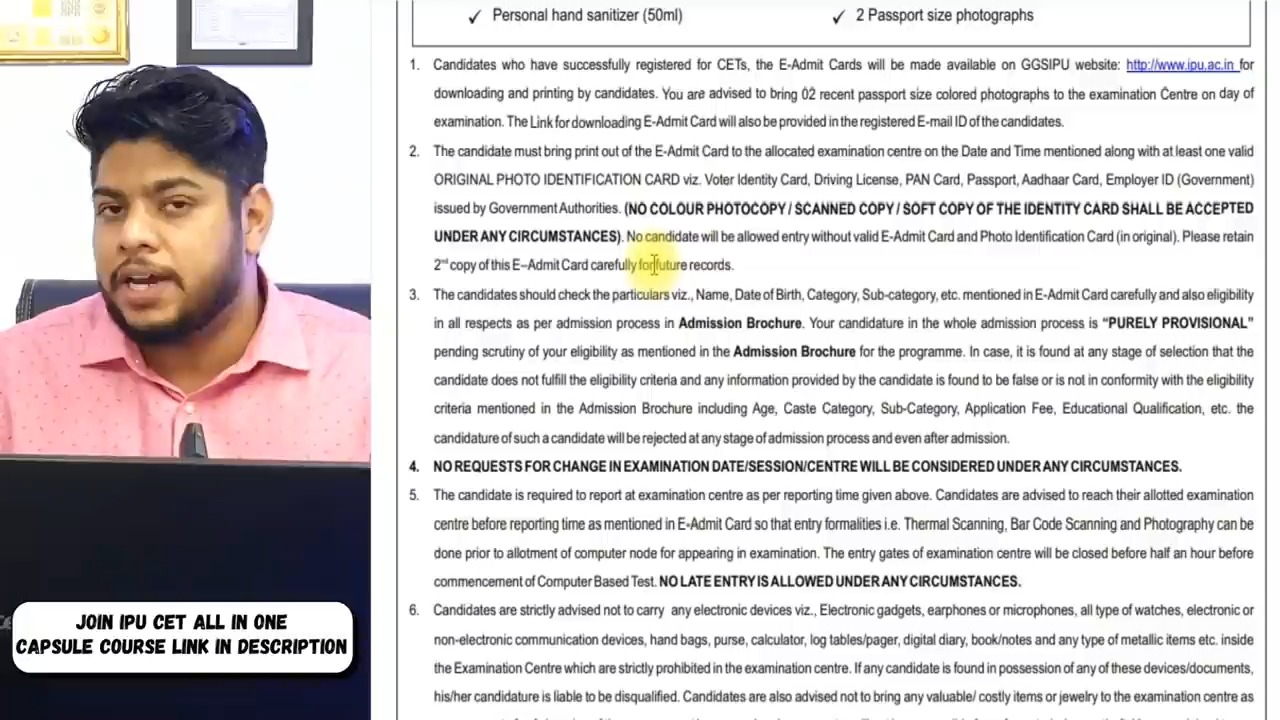 ✓ Personal hand sanitizer (50ml) ✓ 2 Passport size photographs
1. Candidates who have successfully registered for CETs, the E-Admit Cards will be made available on GGSIPU website: http://www.ipu.ac.in for
downloading and printing by candidates. You are advised to bring 02 recent passport size colored photographs to the examination Centre on day of
examination. The Link for downloading E-Admit Card will also be provided in the registered E-mail ID of the candidates.
2. The candidate must bring print out of the E-Admit Card to the allocated examination centre on the Date and Time mentioned along with at least one valid
ORIGINAL PHOTO IDENTIFICATION CARD viz. Voter Identity Card, Driving License, PAN Card, Passport, Aadhaar Card, Employer ID (Government)
issued by Government Authorities. (NO COLOUR PHOTOCOPY / SCANNED COPY / SOFT COPY OF THE IDENTITY CARD SHALL BE ACCEPTED
UNDER ANY CIRCUMSTANCES). No candidate will be allowed entry without valid E-Admit Card and Photo Identification Card (in original). Please retain
2nd copy of this E–Admit Card carefully for future records.
3. The candidates should check the particulars viz., Name, Date of Birth, Category, Sub-category, etc. mentioned in E-Admit Card carefully and also eligibility
in all respects as per admission process in Admission Brochure. Your candidature in the whole admission process is “PURELY PROVISIONAL”
pending scrutiny of your eligibility as mentioned in the Admission Brochure for the programme. In case, it is found at any stage of selection that the
candidate does not fulfill the eligibility criteria and any information provided by the candidate is found to be false or is not in conformity with the eligibility
criteria mentioned in the Admission Brochure including Age, Caste Category, Sub-Category, Application Fee, Educational Qualification, etc. the
candidature of such a candidate will be rejected at any stage of admission process and even after admission.
4. NO REQUESTS FOR CHANGE IN EXAMINATION DATE/SESSION/CENTRE WILL BE CONSIDERED UNDER ANY CIRCUMSTANCES.
5. The candidate is required to report at examination centre as per reporting time given above. Candidates are advised to reach their allotted examination
centre before reporting time as mentioned in E-Admit Card so that entry formalities i.e. Thermal Scanning, Bar Code Scanning and Photography can be
done prior to allotment of computer node for appearing in examination. The entry gates of examination centre will be closed before half an hour before
commencement of Computer Based Test. NO LATE ENTRY IS ALLOWED UNDER ANY CIRCUMSTANCES.
6. Candidates are strictly advised not to carry any electronic devices viz., Electronic gadgets, earphones or microphones, all type of watches, electronic or
non-electronic communication devices, hand bags, purse, calculator, log tables/pager, digital diary, book/notes and any type of metallic items etc. inside
the Examination Centre which are strictly prohibited in the examination centre. If any candidate is found in possession of any of these devices/documents,
his/her candidature is liable to be disqualified. Candidates are also advised not to bring any valuable/ costly items or jewelry to the examination centre as
JOIN IPU CET ALL IN ONE
CAPSULE COURSE LINK IN DESCRIPTION